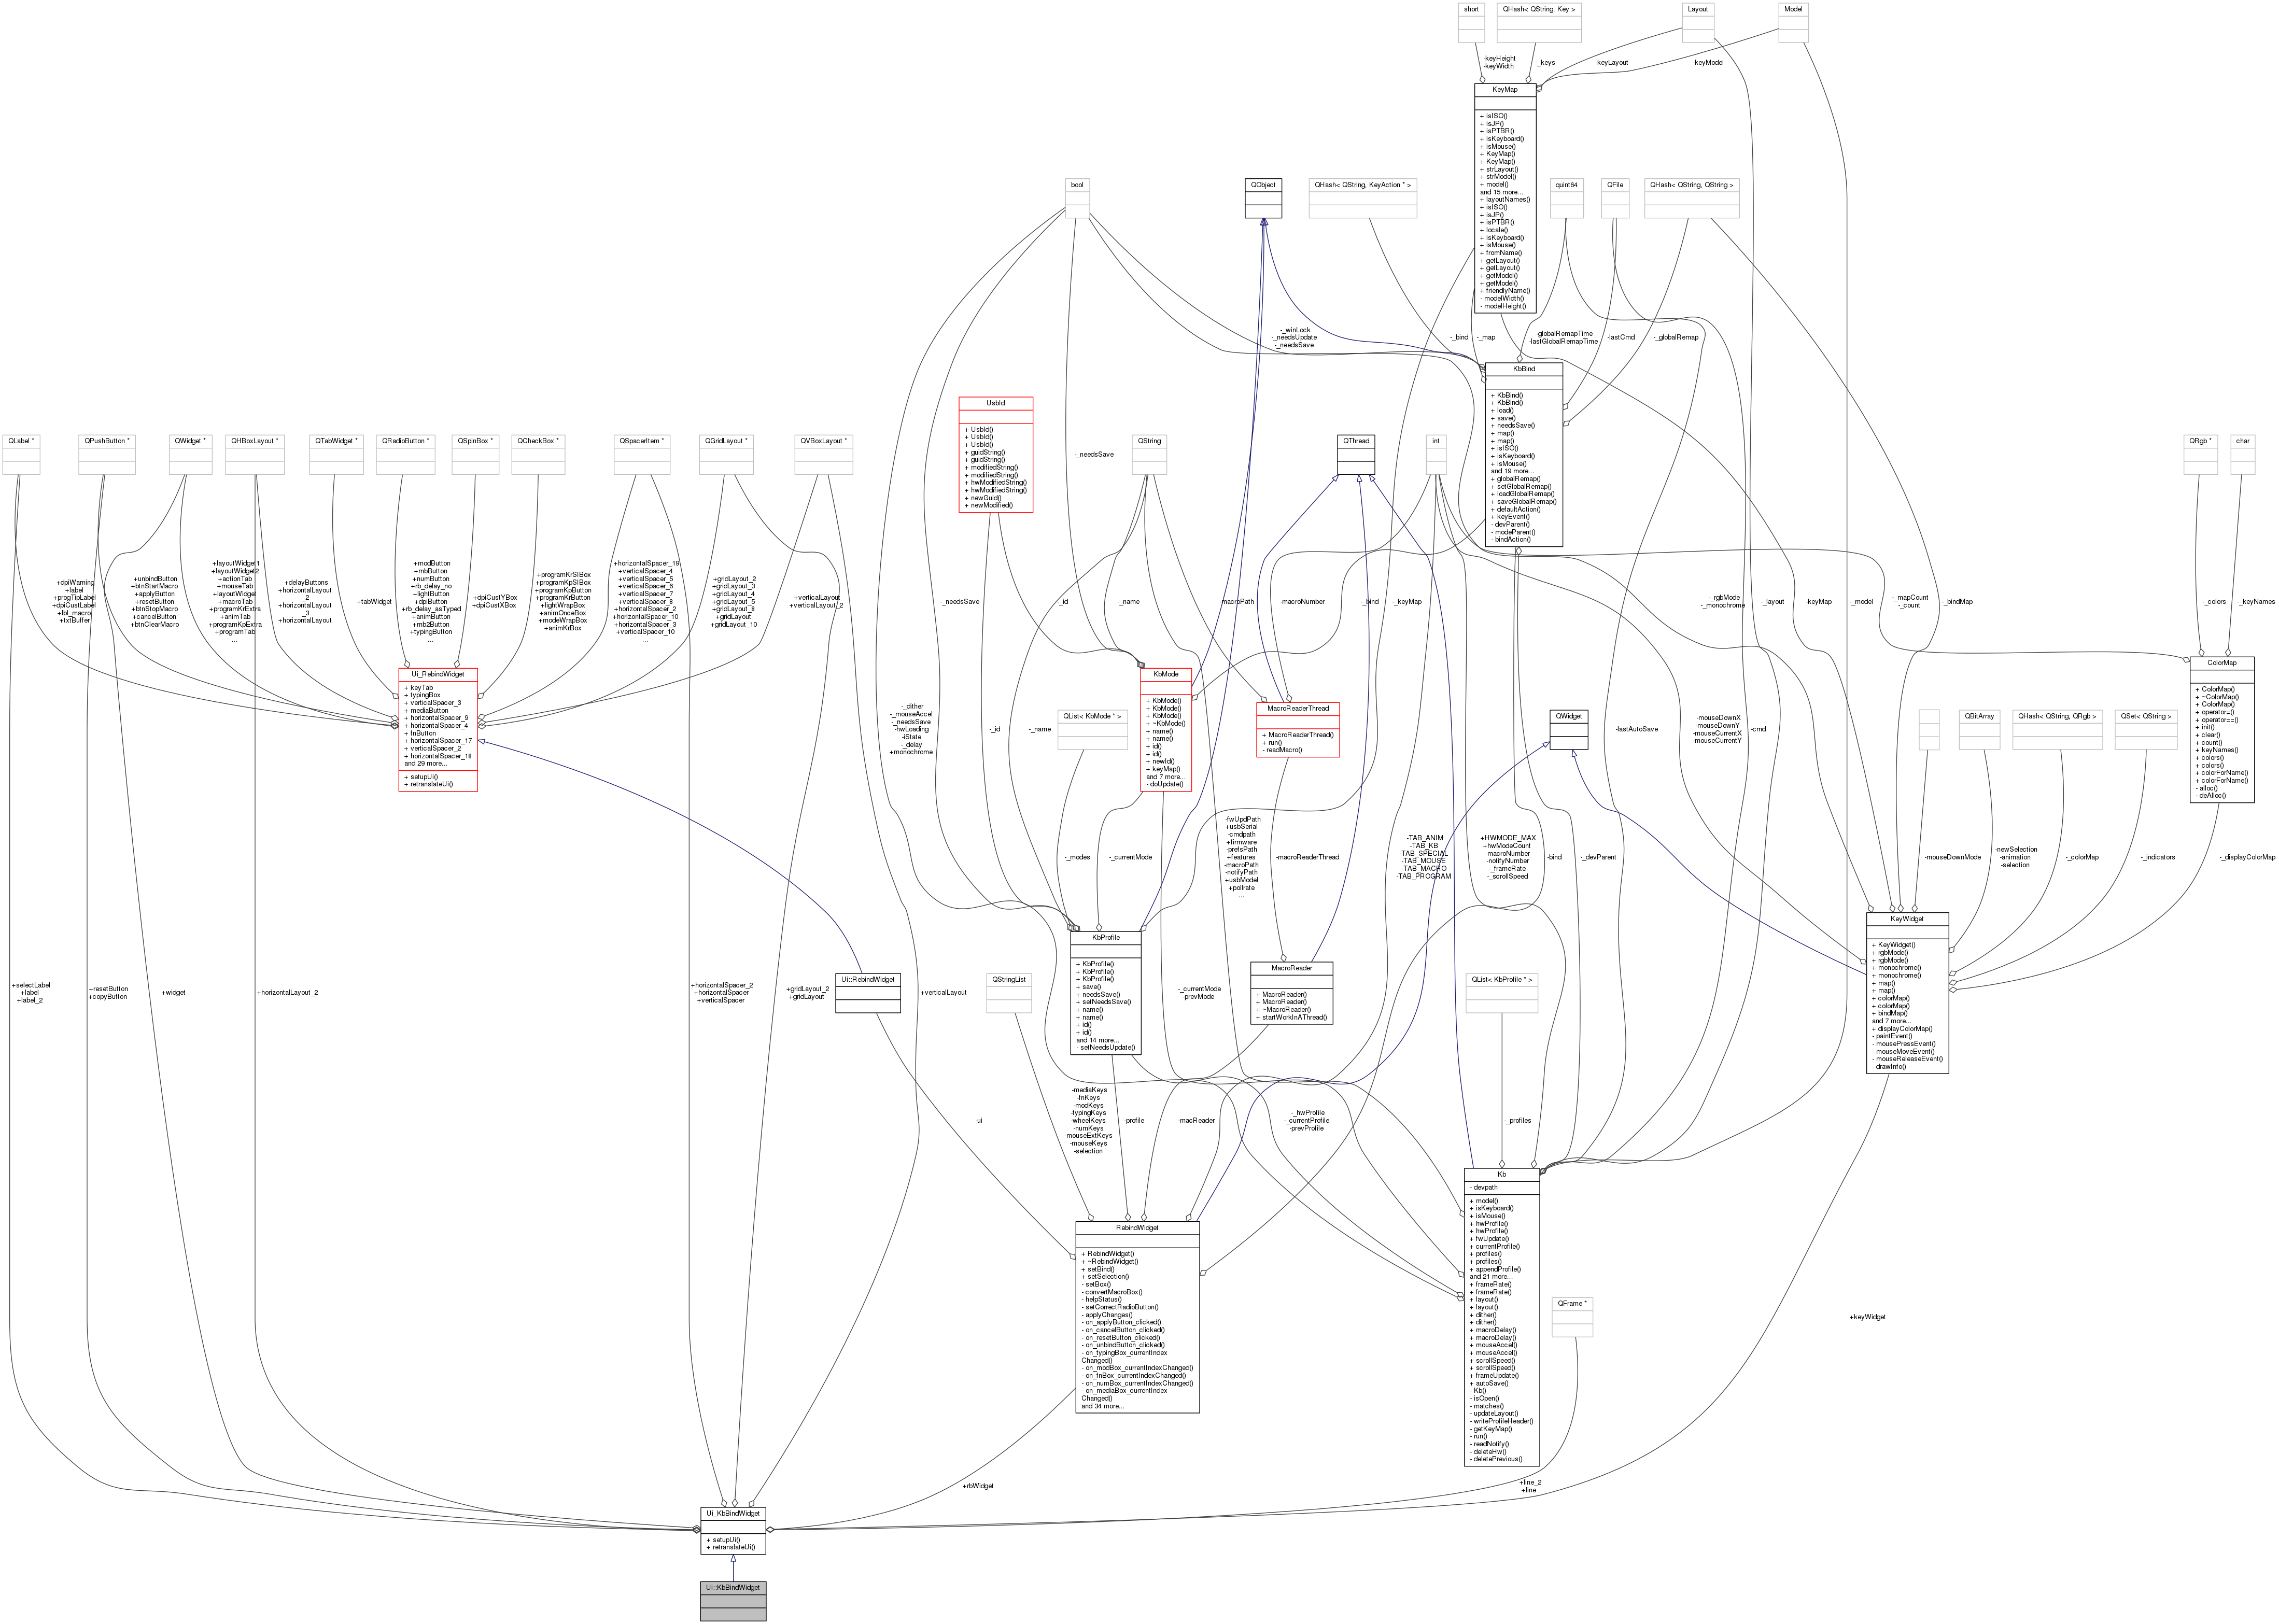 short
QHash< QString, Key >
Layout
Model
-keyHeight
-keyWidth
-_keys
-keyLayout
-keyModel
KeyMap
+ isISO()
+ isJP()
+ isPTBR()
+ isKeyboard()
+ isMouse()
+ KeyMap()
+ KeyMap()
+ strLayout()
+ strModel()
+ model()
and 15 more...
+ layoutNames()
+ isISO()
+ isJP()
+ isPTBR()
+ locale()
+ isKeyboard()
+ isMouse()
+ fromName()
+ getLayout()
+ getLayout()
+ getModel()
+ getModel()
+ friendlyName()
- modelWidth()
- modelHeight()
bool
QObject
QHash< QString, KeyAction * >
quint64
QFile
QHash< QString, QString >
-_winLock
-_needsUpdate
-_needsSave
-_bind
-_map
-globalRemapTime
-lastGlobalRemapTime
-lastCmd
-_globalRemap
KbBind
+ KbBind()
+ KbBind()
+ load()
+ save()
+ needsSave()
+ map()
+ map()
+ isISO()
+ isKeyboard()
+ isMouse()
and 19 more...
+ globalRemap()
+ setGlobalRemap()
+ loadGlobalRemap()
+ saveGlobalRemap()
+ defaultAction()
+ keyEvent()
- devParent()
- modeParent()
- bindAction()
UsbId
+ UsbId()
+ UsbId()
+ UsbId()
+ guidString()
+ guidString()
+ modifiedString()
+ modifiedString()
+ hwModifiedString()
+ hwModifiedString()
+ newGuid()
+ newModified()
-_needsSave
QLabel *
QPushButton *
QWidget *
QHBoxLayout *
QTabWidget *
QRadioButton *
QSpinBox *
QCheckBox *
QSpacerItem *
QGridLayout *
QVBoxLayout *
QString
QThread
int
QRgb *
char
+dpiWarning
+label
+progTipLabel
+dpiCustLabel
+lbl_macro
+txtBuffer
+unbindButton
+btnStartMacro
+applyButton
+resetButton
+btnStopMacro
+cancelButton
+btnClearMacro
+layoutWidget1
+layoutWidget2
+actionTab
+mouseTab
+layoutWidget
+macroTab
+programKrExtra
+animTab
+programKpExtra
+programTab
...
+delayButtons
+horizontalLayout
_2
+horizontalLayout
_3
+horizontalLayout
+tabWidget
+modButton
+mbButton
+numButton
+rb_delay_no
+lightButton
+dpiButton
+rb_delay_asTyped
+animButton
+mb2Button
+typingButton
...
+dpiCustYBox
+dpiCustXBox
+programKrSIBox
+programKpSIBox
+programKpButton
+programKrButton
+lightWrapBox
+animOnceBox
+modeWrapBox
+animKrBox
+horizontalSpacer_19
+verticalSpacer_4
+verticalSpacer_5
+verticalSpacer_6
+verticalSpacer_7
+verticalSpacer_8
+horizontalSpacer_2
+horizontalSpacer_10
+horizontalSpacer_3
+verticalSpacer_10
...
+gridLayout_2
+gridLayout_3
+gridLayout_4
+gridLayout_5
+gridLayout_8
+gridLayout
+gridLayout_10
+verticalLayout
+verticalLayout_2
-_needsSave
-_id
-_name
-macroPath
-macroNumber
-_bind
-_keyMap
-_rgbMode
-_monochrome
-_layout
-keyMap
-_model
-_mapCount
-_count
-_bindMap
-_colors
-_keyNames
Ui_RebindWidget
+ keyTab
+ typingBox
+ verticalSpacer_3
+ mediaButton
+ horizontalSpacer_9
+ horizontalSpacer_4
+ fnButton
+ horizontalSpacer_17
+ verticalSpacer_2
+ horizontalSpacer_18
and 29 more...
+ setupUi()
+ retranslateUi()
-_dither
-_mouseAccel
-_needsSave
-hwLoading
-iState
-_delay
+monochrome
-_id
-_name
QList< KbMode * >
KbMode
+ KbMode()
+ KbMode()
+ KbMode()
+ ~KbMode()
+ name()
+ name()
+ id()
+ id()
+ newId()
+ keyMap()
and 7 more...
- doUpdate()
MacroReaderThread
+ MacroReaderThread()
+ run()
- readMacro()
QWidget
-lastAutoSave
-mouseDownX
-mouseDownY
-mouseCurrentX
-mouseCurrentY
-cmd
QBitArray
QHash< QString, QRgb >
QSet< QString >
ColorMap
+ ColorMap()
+ ~ColorMap()
+ ColorMap()
+ operator=()
+ operator==()
+ init()
+ clear()
+ count()
+ keyNames()
+ colors()
+ colors()
+ colorForName()
+ colorForName()
- alloc()
- deAlloc()
-_modes
-_currentMode
-fwUpdPath
+usbSerial
-cmdpath
+firmware
-prefsPath
+features
-macroPath
-notifyPath
+usbModel
+pollrate
...
-macroReaderThread
-TAB_ANIM
-TAB_KB
-TAB_SPECIAL
-TAB_MOUSE
-TAB_MACRO
-TAB_PROGRAM
+HWMODE_MAX
+hwModeCount
-macroNumber
-notifyNumber
-_frameRate
-_scrollSpeed
-bind
-_devParent
-mouseDownMode
-newSelection
-animation
-selection
-_colorMap
-_indicators
-_displayColorMap
KeyWidget
+ KeyWidget()
+ rgbMode()
+ rgbMode()
+ monochrome()
+ monochrome()
+ map()
+ map()
+ colorMap()
+ colorMap()
+ bindMap()
and 7 more...
+ displayColorMap()
- paintEvent()
- mousePressEvent()
- mouseMoveEvent()
- mouseReleaseEvent()
- drawInfo()
KbProfile
+ KbProfile()
+ KbProfile()
+ KbProfile()
+ save()
+ needsSave()
+ setNeedsSave()
+ name()
+ name()
+ id()
+ id()
and 14 more...
- setNeedsUpdate()
+selectLabel
+label
+label_2
+resetButton
+copyButton
+widget
+horizontalLayout_2
+horizontalSpacer_2
+horizontalSpacer
+verticalSpacer
+gridLayout_2
+gridLayout
Ui::RebindWidget
+verticalLayout
QStringList
-_currentMode
-prevMode
MacroReader
+ MacroReader()
+ MacroReader()
+ ~MacroReader()
+ startWorkInAThread()
QList< KbProfile * >
-ui
-mediaKeys
-fnKeys
-modKeys
-typingKeys
-wheelKeys
-numKeys
-mouseExtKeys
-mouseKeys
-selection
-profile
-macReader
-_hwProfile
-_currentProfile
-prevProfile
-_profiles
Kb
- devpath
+ model()
+ isKeyboard()
+ isMouse()
+ hwProfile()
+ hwProfile()
+ fwUpdate()
+ currentProfile()
+ profiles()
+ profiles()
+ appendProfile()
and 21 more...
+ frameRate()
+ frameRate()
+ layout()
+ layout()
+ dither()
+ dither()
+ macroDelay()
+ macroDelay()
+ mouseAccel()
+ mouseAccel()
+ scrollSpeed()
+ scrollSpeed()
+ frameUpdate()
+ autoSave()
- Kb()
- isOpen()
- matches()
- updateLayout()
- writeProfileHeader()
- getKeyMap()
- run()
- readNotify()
- deleteHw()
- deletePrevious()
RebindWidget
+ RebindWidget()
+ ~RebindWidget()
+ setBind()
+ setSelection()
- setBox()
- convertMacroBox()
- helpStatus()
- setCorrectRadioButton()
- applyChanges()
- on_applyButton_clicked()
- on_cancelButton_clicked()
- on_resetButton_clicked()
- on_unbindButton_clicked()
- on_typingBox_currentIndex
Changed()
- on_modBox_currentIndexChanged()
- on_fnBox_currentIndexChanged()
- on_numBox_currentIndexChanged()
- on_mediaBox_currentIndex
Changed()
and 34 more...
QFrame *
+keyWidget
+rbWidget
+line_2
+line
Ui_KbBindWidget
+ setupUi()
+ retranslateUi()
Ui::KbBindWidget